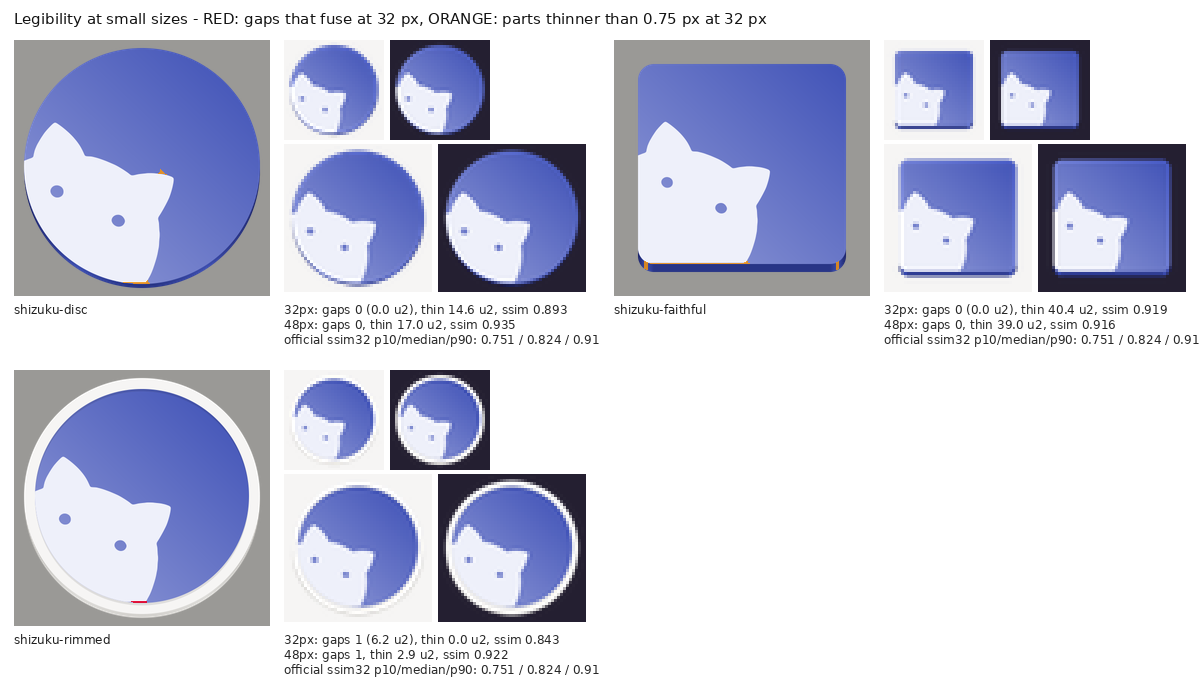 Legibility at small sizes - RED: gaps that fuse at 32 px, ORANGE: parts thinner than 0.75 px at 32 px
shizuku-disc
32px: gaps 0 (0.0 u2), thin 14.6 u2, ssim 0.893
48px: gaps 0, thin 17.0 u2, ssim 0.935
official ssim32 p10/median/p90: 0.751 / 0.824 / 0.91
shizuku-faithful
32px: gaps 0 (0.0 u2), thin 40.4 u2, ssim 0.919
48px: gaps 0, thin 39.0 u2, ssim 0.916
official ssim32 p10/median/p90: 0.751 / 0.824 / 0.91
shizuku-rimmed
32px: gaps 1 (6.2 u2), thin 0.0 u2, ssim 0.843
48px: gaps 1, thin 2.9 u2, ssim 0.922
official ssim32 p10/median/p90: 0.751 / 0.824 / 0.91